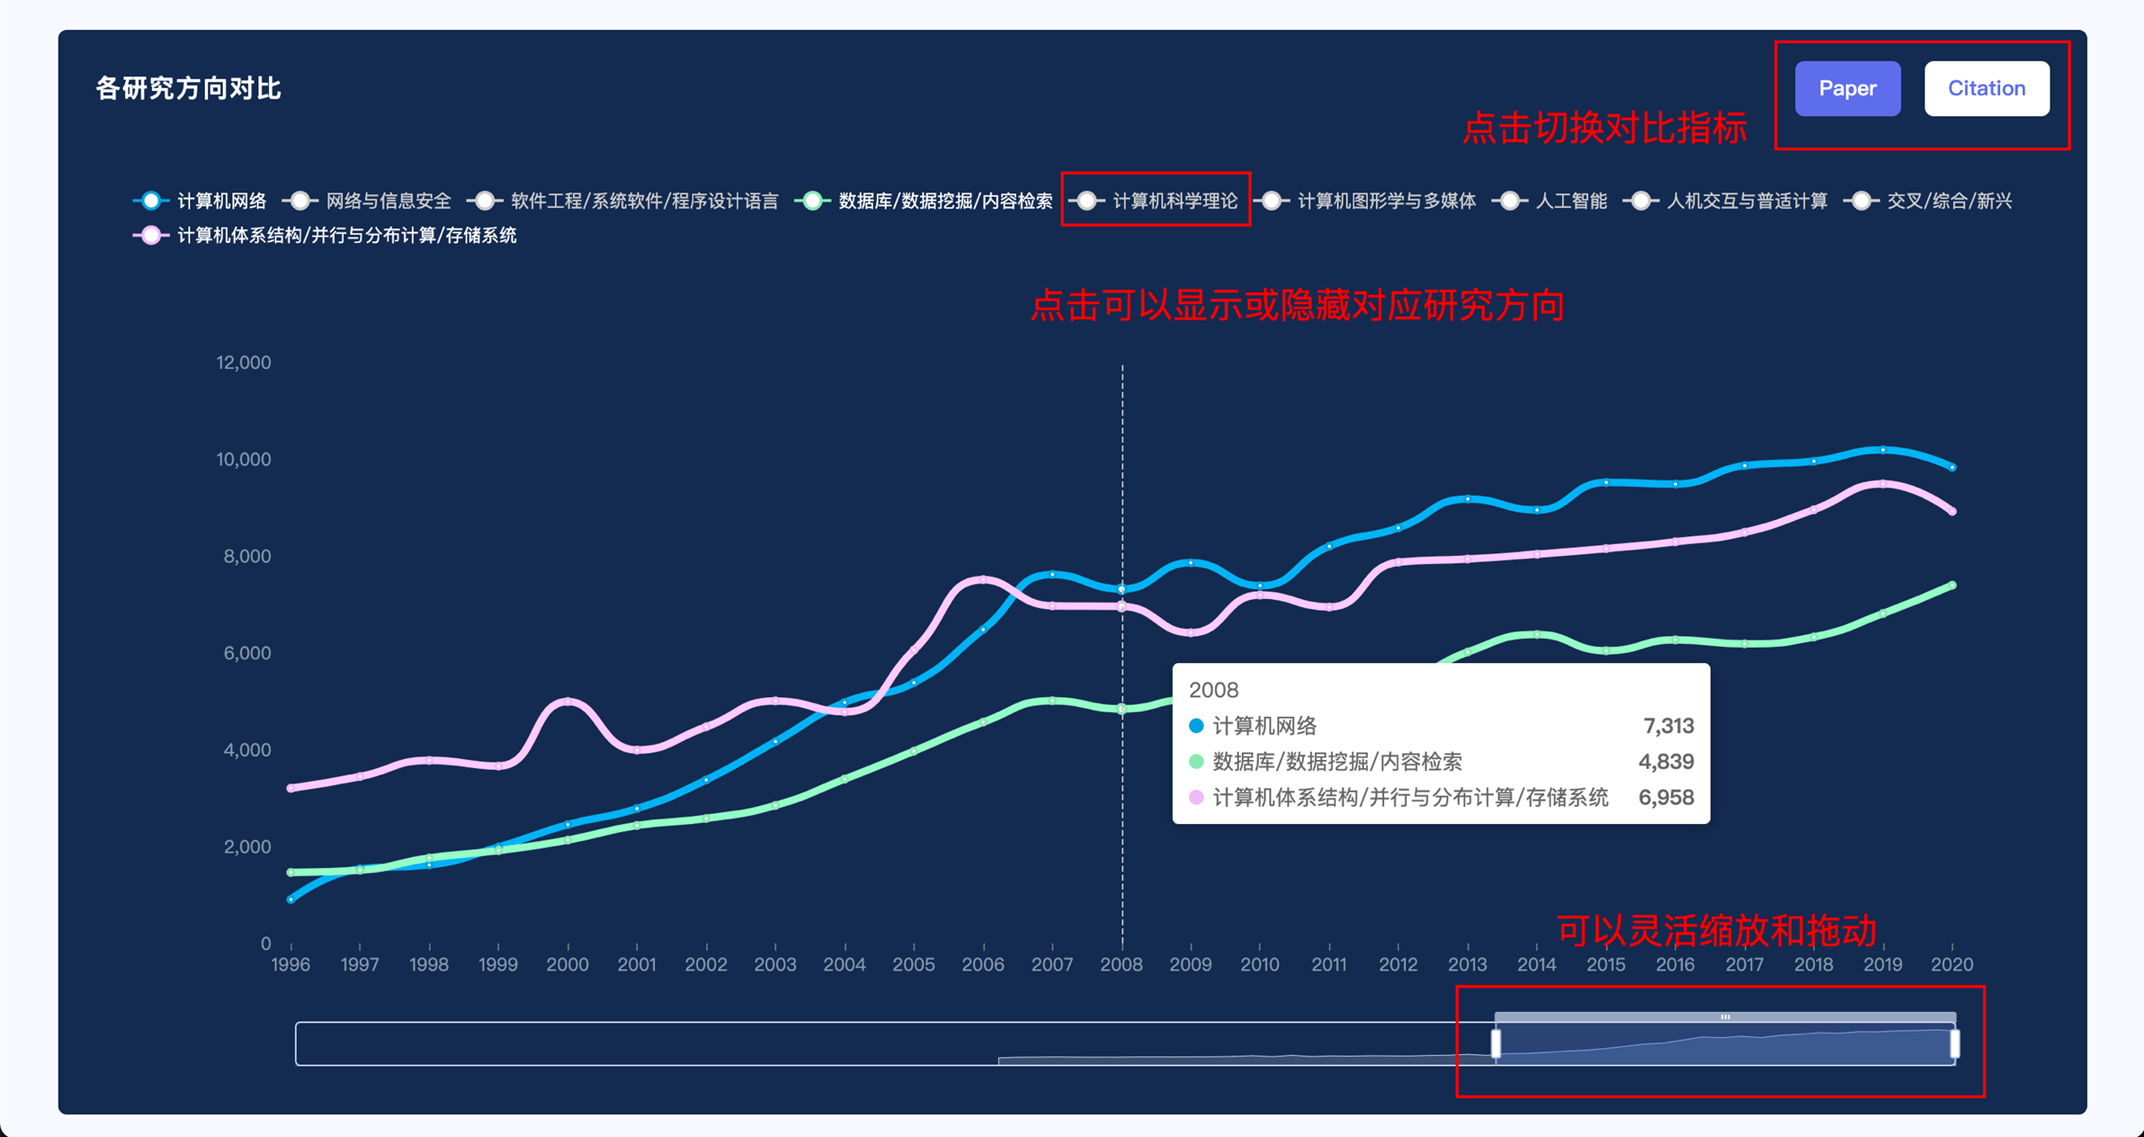 各研究方向对比
Paper Citation
点击切换对比指标
计算机网络 网络与信息安全 软件工程/系统软件/程序设计语言 数据库/数据挖掘/内容检索 计算机科学理论 计算机图形学与多媒体 人工智能 人机交互与普适计算 交叉/综合/新兴
计算机体系结构/并行与分布计算/存储系统
点击可以显示或隐藏对应研究方向
12,000
10,000
8,000
6,000
2008
计算机网络 7,313
数据库/数据挖掘/内容检索 4,839
计算机体系结构/并行与分布计算/存储系统 6,958
4,000
2,000
可以灵活缩放和拖动
0
1996 1997 1998 1999 2000 2001 2002 2003 2004 2005 2006 2007 2008 2009 2010 2011 2012 2013 2014 2015 2016 2017 2018 2019 2020